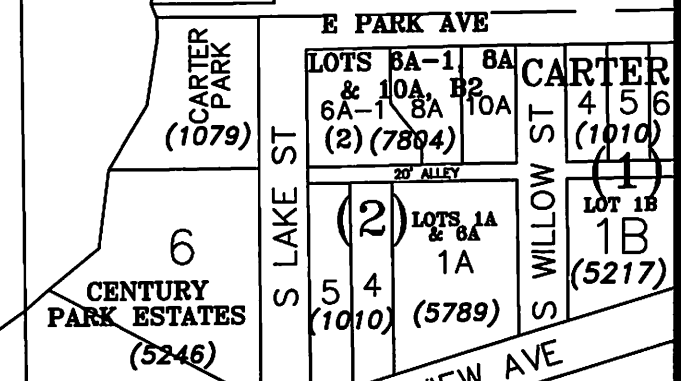 E PARK AVE
CARTER PARK
(1079)
LOTS 6A-1, 8A
& 10A, B2
6A-1 8A 10A
(2) (7804)
CARTER
4 5 6
(1010)
(1)
20' ALLEY
S LAKE ST
S WILLOW ST
(2)
LOTS 1A
& 6A
1A
(5789)
5 4
(1010)
LOT 1B
1B
(5217)
6
CENTURY
PARK ESTATES
(5246)
AVE